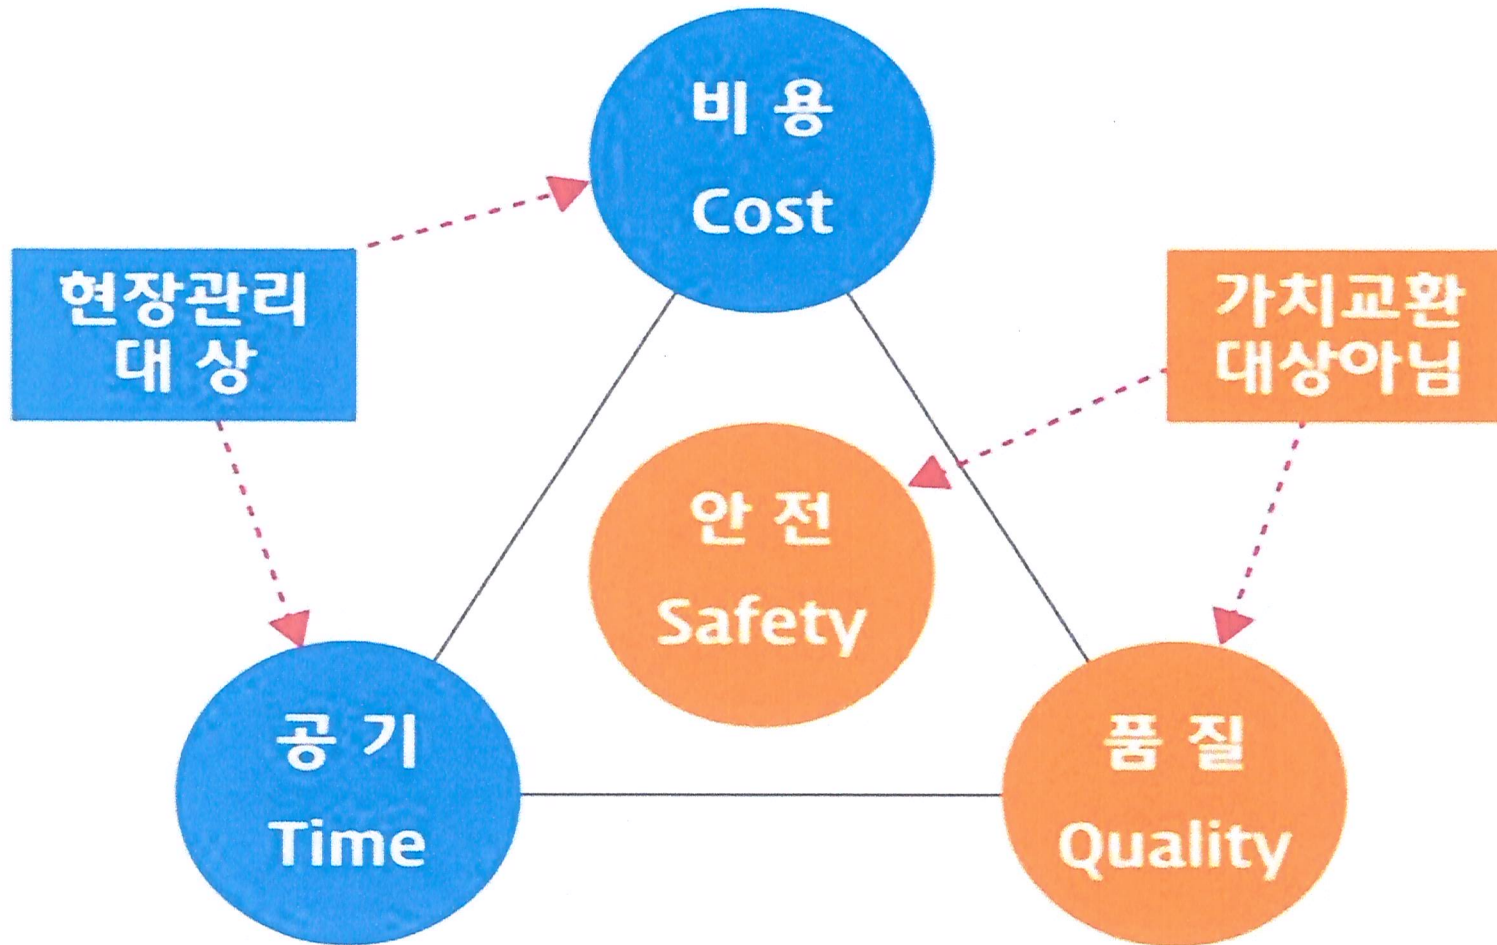 비 용
Cost
현장관리
대 상
가치교환
대상아님
안 전
Safety
공 기
Time
품 질
Quality